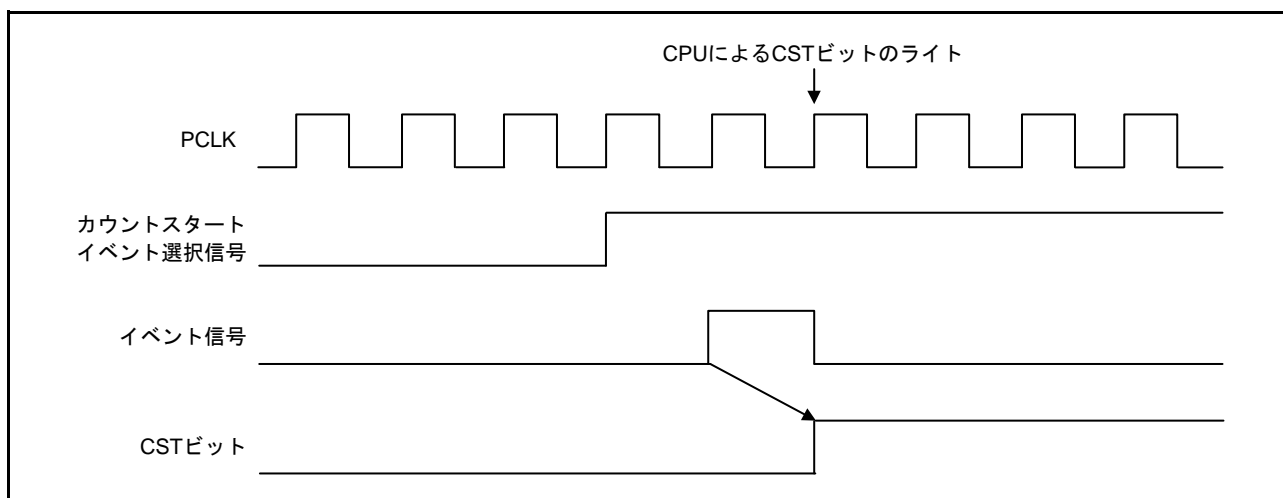 CPUによるCSTビットのライト
PCLK
カウントスタート
イベント選択信号
イベント信号
CSTビット